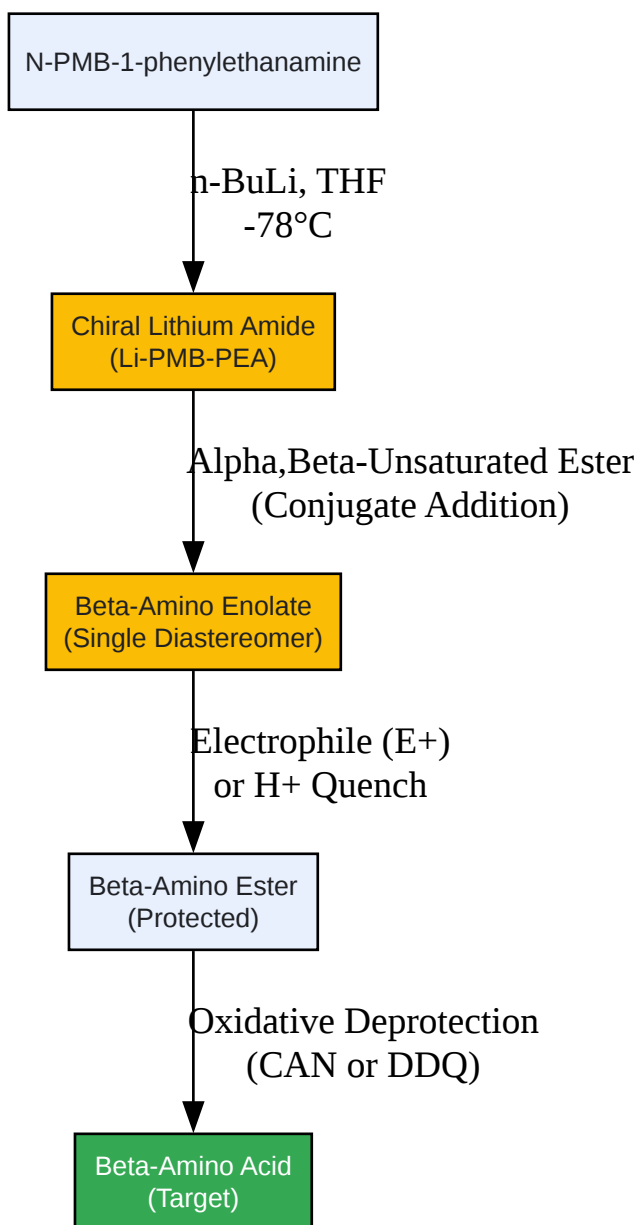 N-PMB-1-phenylethanamine
n-BuLi, THF
-78°C
Chiral Lithium Amide
(Li-PMB-PEA)
Alpha,Beta-Unsaturated Ester
(Conjugate Addition)
Beta-Amino Enolate
(Single Diastereomer)
Electrophile (E+)
or H+ Quench
Beta-Amino Ester
(Protected)
Oxidative Deprotection
(CAN or DDQ)
Beta-Amino Acid
(Target)